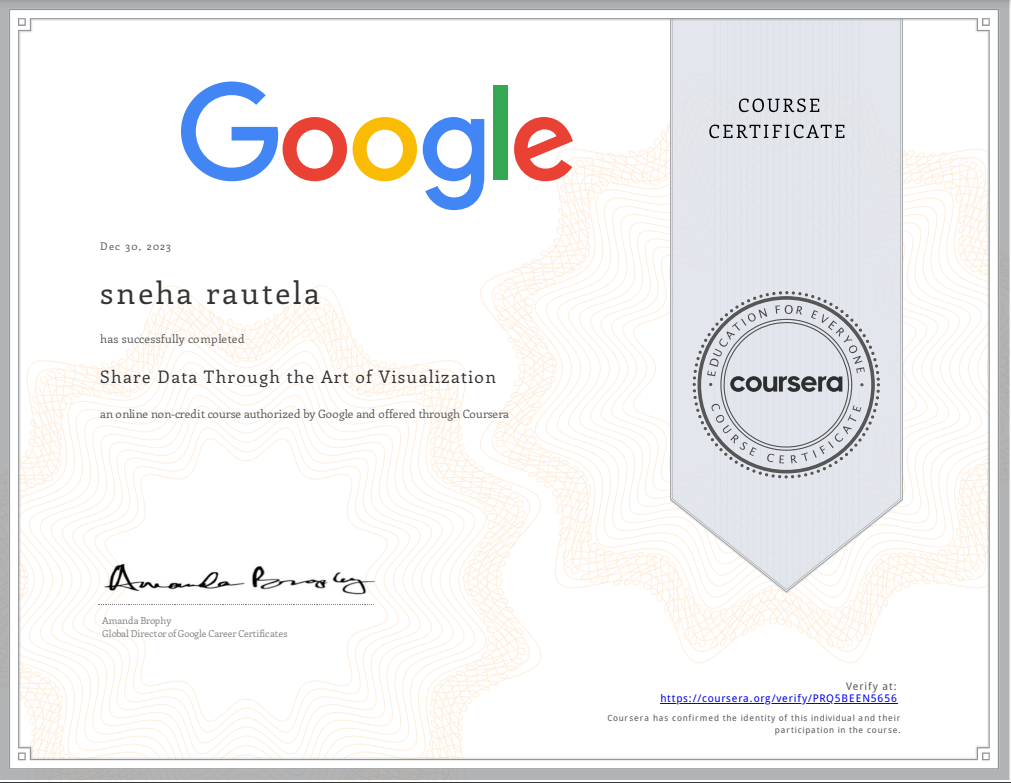 Google
COURSE
CERTIFICATE
Dec 30, 2023
sneha rautela
has successfully completed
Share Data Through the Art of Visualization
an online non-credit course authorized by Google and offered through Coursera
EDUCATION FOR EVERYONE
coursera
COURSE CERTIFICATE
Amanda Brophy
Amanda Brophy
Global Director of Google Career Certificates
Verify at:
https://coursera.org/verify/PRQ5BEEN5656
Coursera has confirmed the identity of this individual and their
participation in the course.